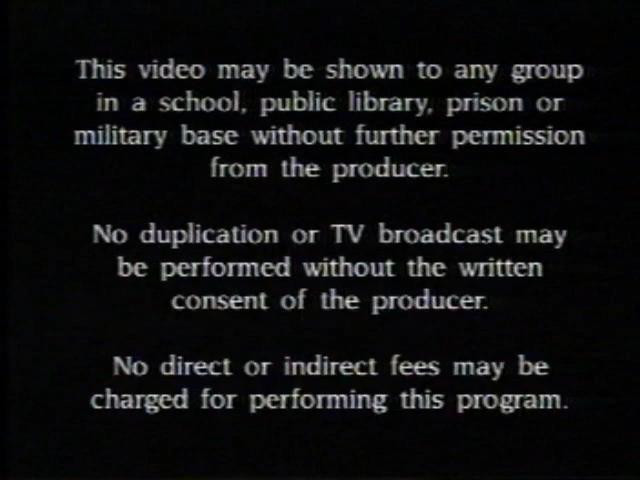 This video may be shown to any group
in a school, public library, prison or
military base without further permission
from the producer.
No duplication or TV broadcast may
be performed without the written
consent of the producer.
No direct or indirect fees may be
charged for performing this program.